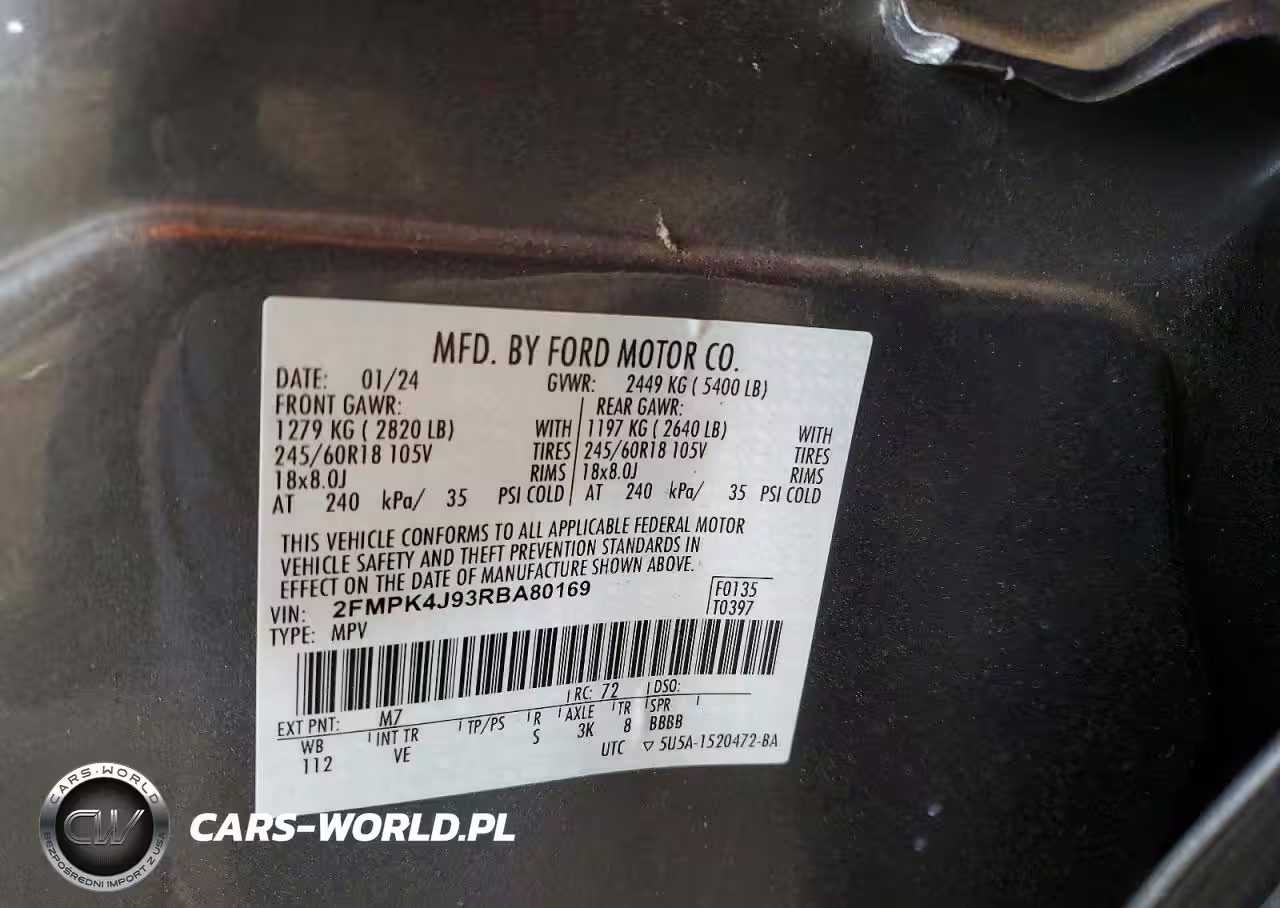 MFD. BY FORD MOTOR CO.
DATE: 01/24 GVWR: 2449 KG ( 5400 LB)
FRONT GAWR: REAR GAWR:
1279 KG ( 2820 LB) WITH 1197 KG ( 2640 LB) WITH
245/60R18 105V TIRES 245/60R18 105V TIRES
18x8.0J RIMS 18x8.0J RIMS
AT 240 kPa/ 35 PSI COLD AT 240 kPa/ 35 PSI COLD
THIS VEHICLE CONFORMS TO ALL APPLICABLE FEDERAL MOTOR
VEHICLE SAFETY AND THEFT PREVENTION STANDARDS IN
EFFECT ON THE DATE OF MANUFACTURE SHOWN ABOVE.
VIN: 2FMPK4J93RBA80169 F0135
TYPE: MPV T0397
EXT PNT: M7 RC: 72 DSO:
WB INT TR TP/PS R AXLE TR SPR
112 VE S 3K 8 BBBB
UTC ▽ 5U5A-1520472-BA
CARS-WORLD
CW
BEZPOŚREDNI IMPORT Z USA
CARS-WORLD.PL